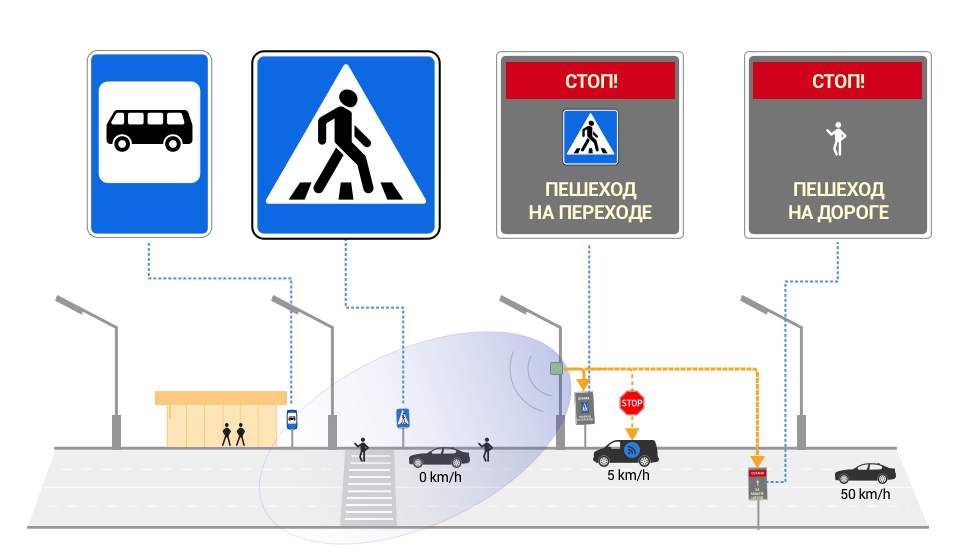 СТОП!
ПЕШЕХОД
НА ПЕРЕХОДЕ
СТОП!
ПЕШЕХОД
НА ДОРОГЕ
STOP
0 km/h
5 km/h
50 km/h